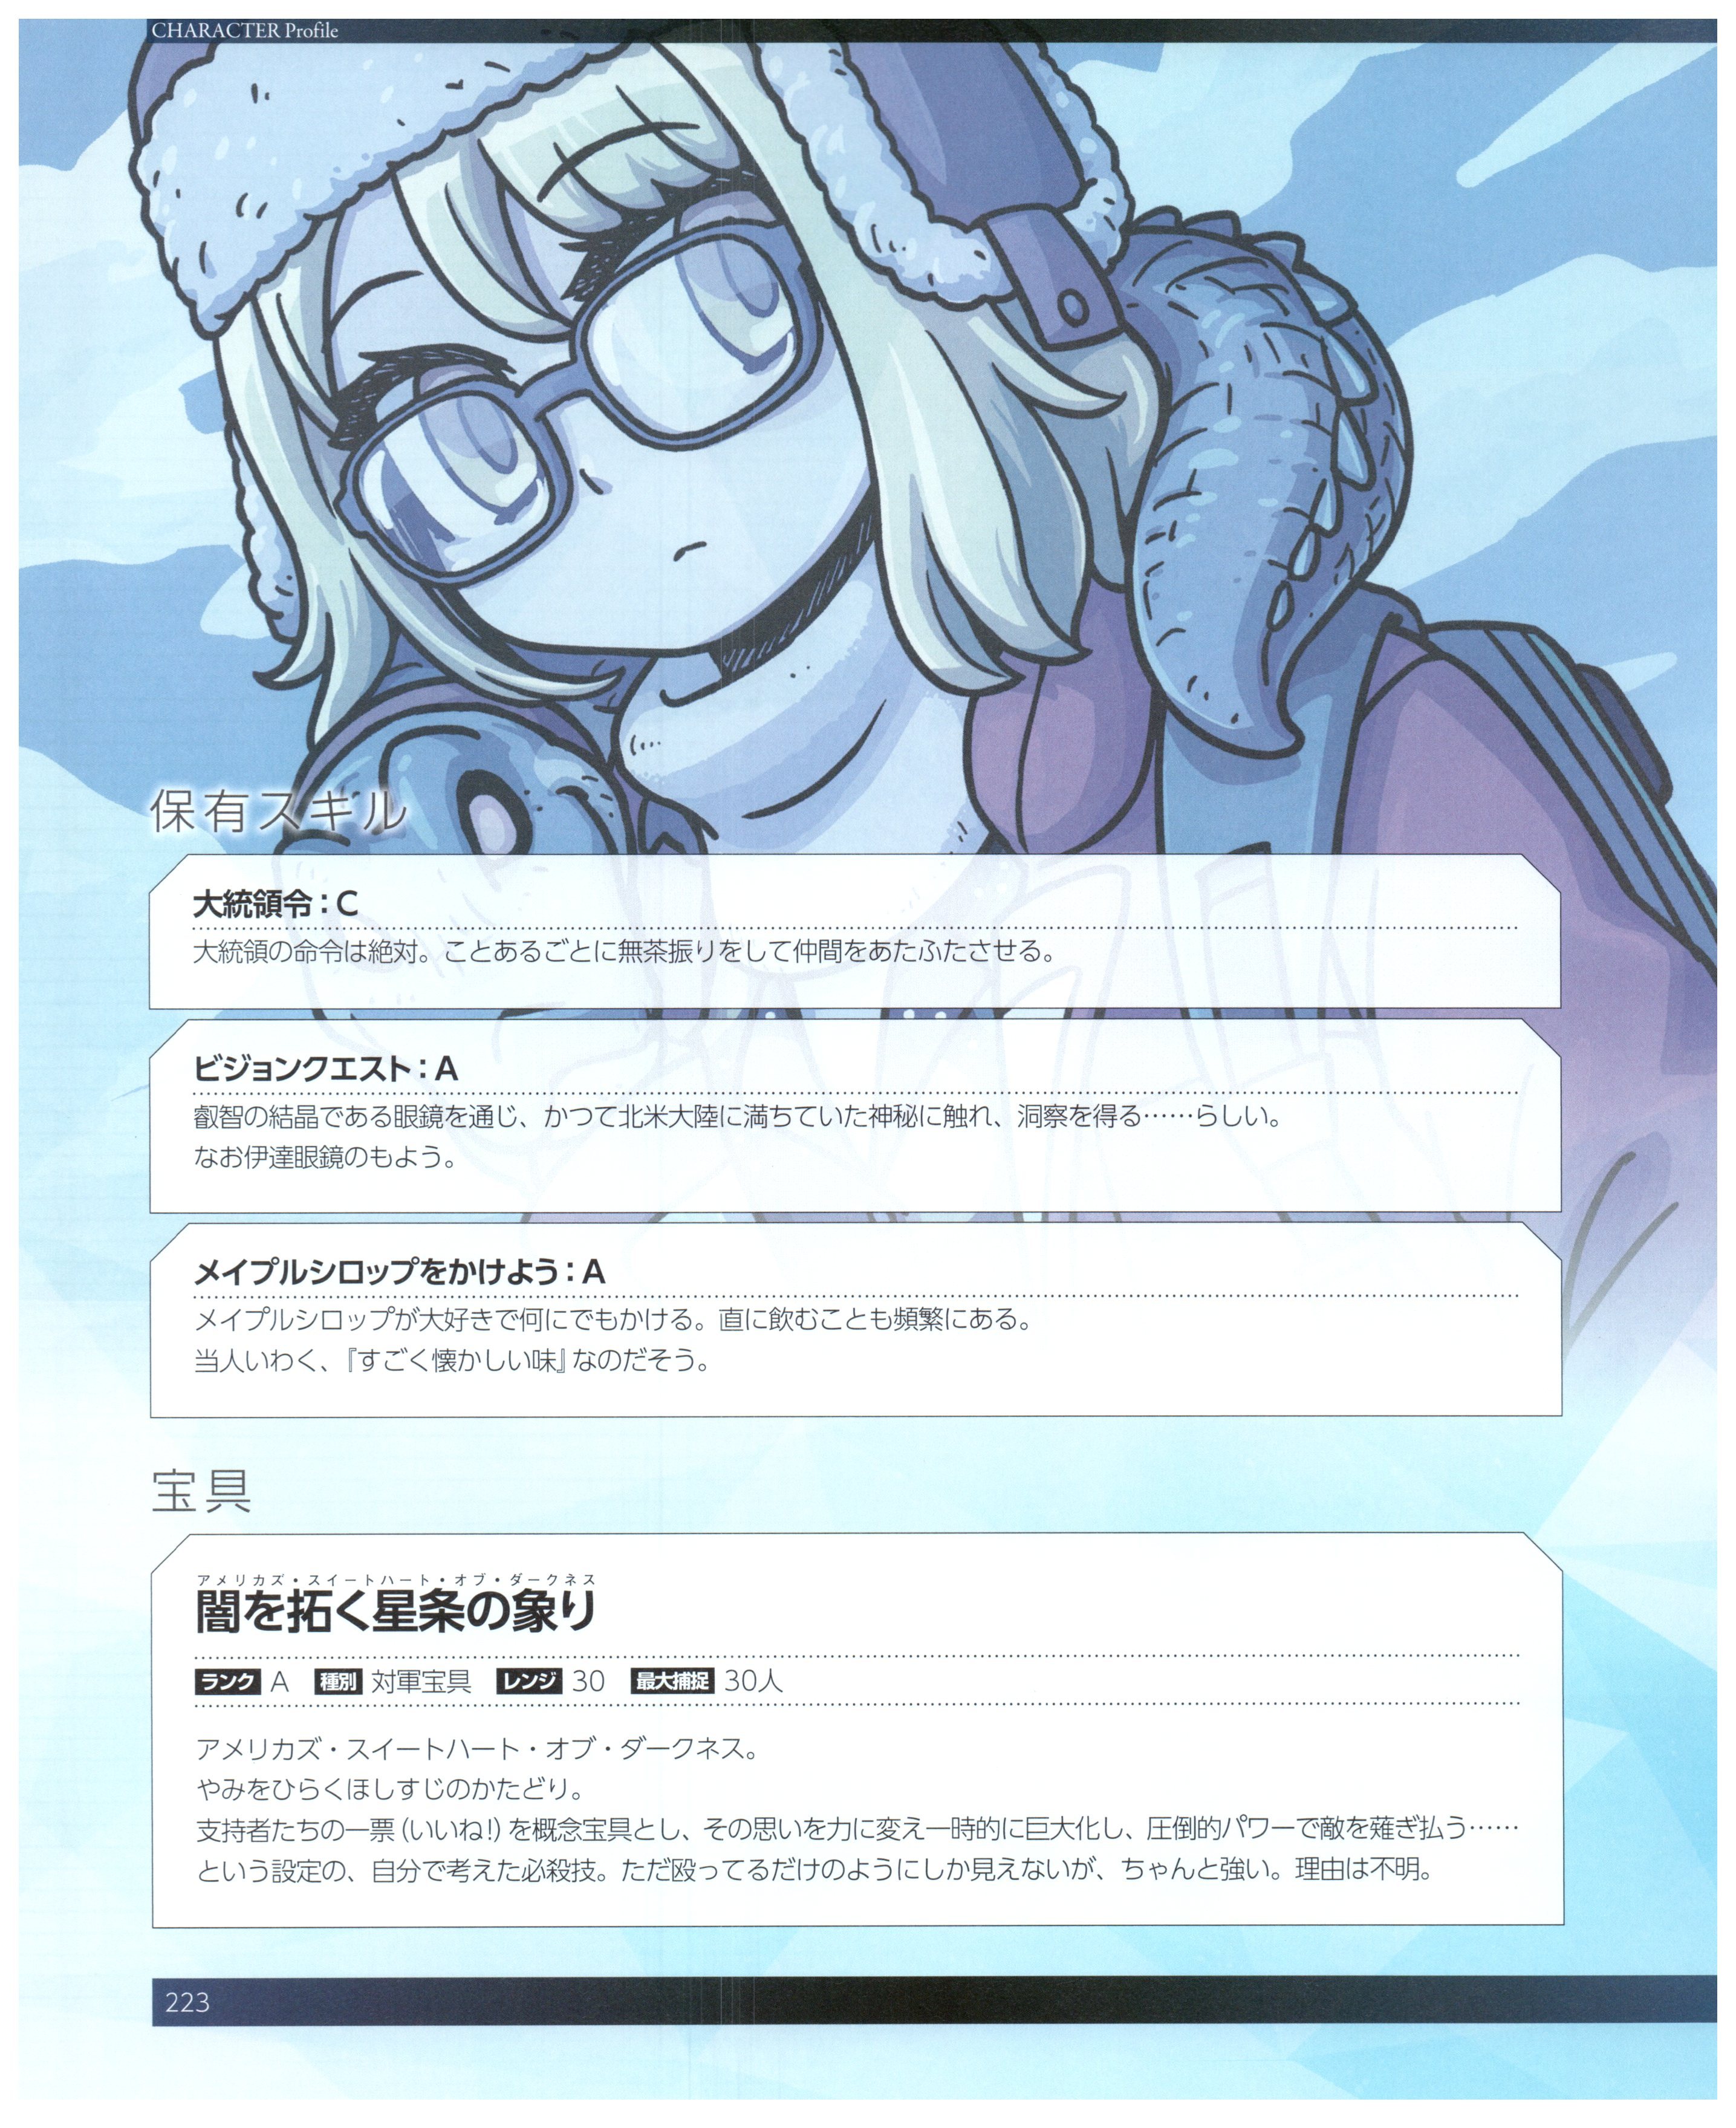 CHARACTER Profile
保有スキル
大統領令：C
大統領の命令は絶対。ことあるごとに無茶振りをして仲間をあたふたさせる。
ビジョンクエスト：A
叡智の結晶である眼鏡を通じ、かつて北米大陸に満ちていた神秘に触れ、洞察を得る……らしい。
なお伊達眼鏡のもよう。
メイプルシロップをかけよう：A
メイプルシロップが大好きで何にでもかける。直に飲むことも頻繁にある。
当人いわく、『すごく懐かしい味』なのだそう。
宝具
アメリカズ・スイートハート・オブ・ダークネス
闇を拓く星条の象り
ランク A 種別 対軍宝具 レンジ 30 最大捕捉 30人
アメリカズ・スイートハート・オブ・ダークネス。
やみをひらくほしすじのかたどり。
支持者たちの一票（いいね！）を概念宝具とし、その思いを力に変え一時的に巨大化し、圧倒的パワーで敵を薙ぎ払う……
という設定の、自分で考えた必殺技。ただ殴ってるだけのようにしか見えないが、ちゃんと強い。理由は不明。
223